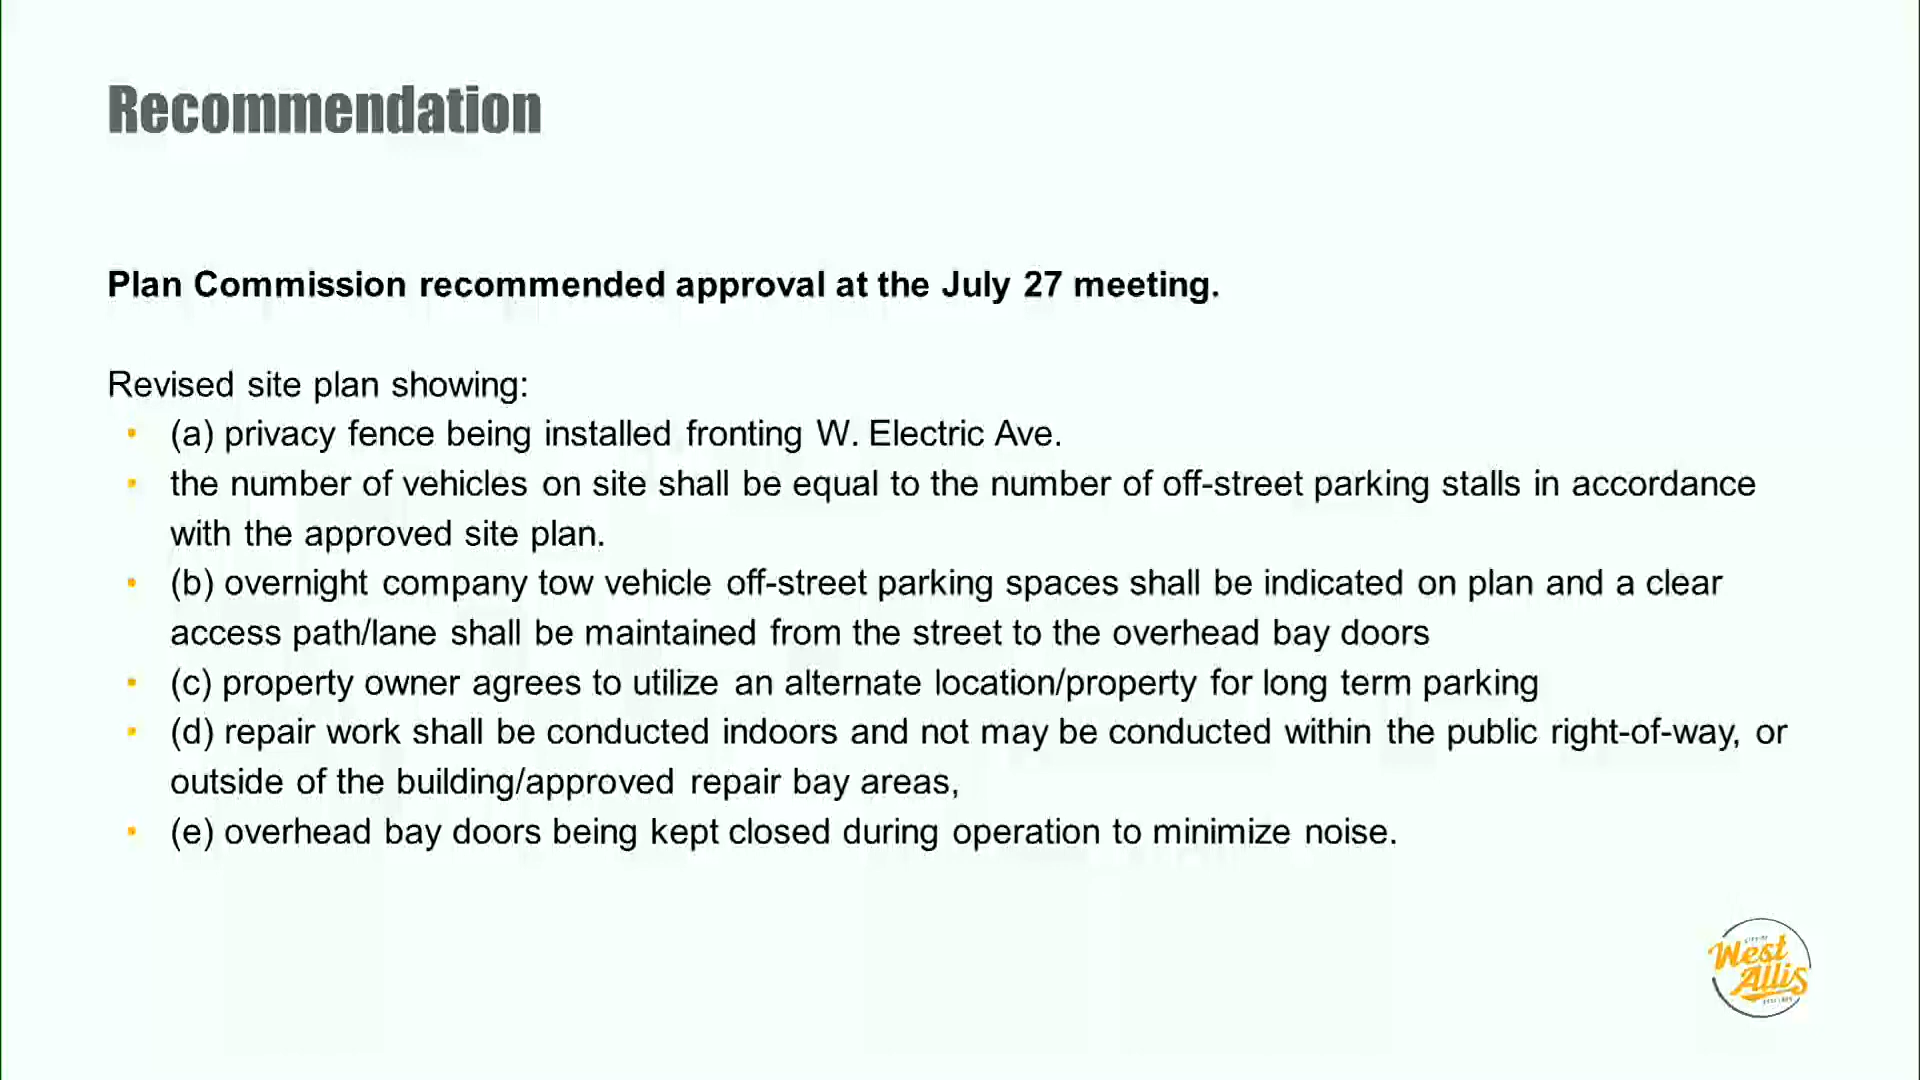 Recommendation
Plan Commission recommended approval at the July 27 meeting.
Revised site plan showing:
(a) privacy fence being installed fronting W. Electric Ave.
the number of vehicles on site shall be equal to the number of off-street parking stalls in accordance
with the approved site plan.
(b) overnight company tow vehicle off-street parking spaces shall be indicated on plan and a clear
access path/lane shall be maintained from the street to the overhead bay doors
(c) property owner agrees to utilize an alternate location/property for long term parking
(d) repair work shall be conducted indoors and not may be conducted within the public right-of-way, or
outside of the building/approved repair bay areas,
(e) overhead bay doors being kept closed during operation to minimize noise.
West
Allis